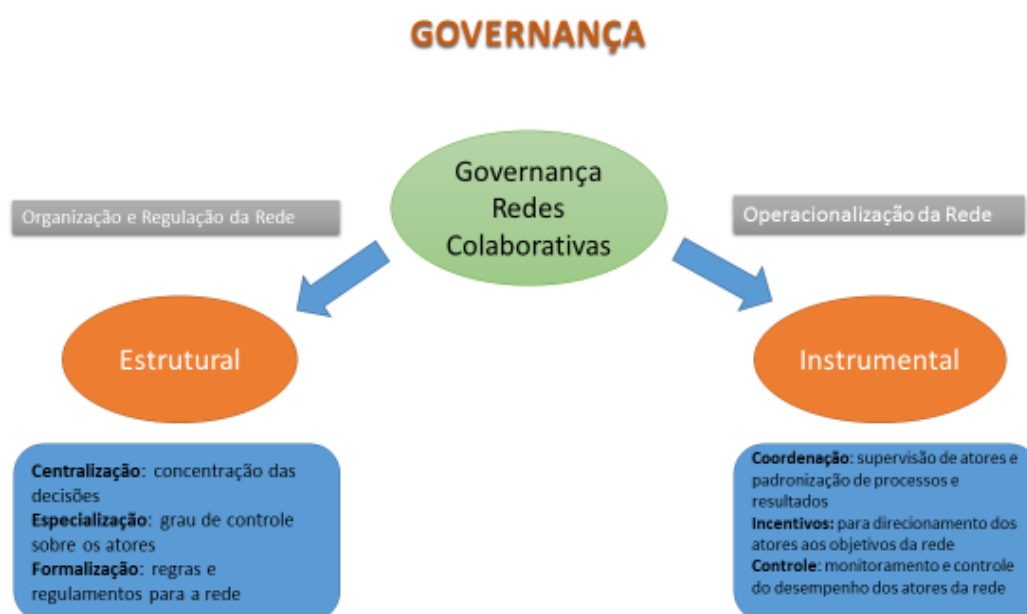 GOVERNANÇA
Governança
Redes
Colaborativas
Organização e Regulação da Rede
Operacionalização da Rede
Estrutural
Instrumental
Centralização: concentração das
decisões
Especialização: grau de controle
sobre os atores
Formalização: regras e
regulamentos para a rede
Coordenação: supervisão de atores e
padronização de processos e
resultados
Incentivos: para direcionamento dos
atores aos objetivos da rede
Controle: monitoramento e controle
do desempenho dos atores da rede